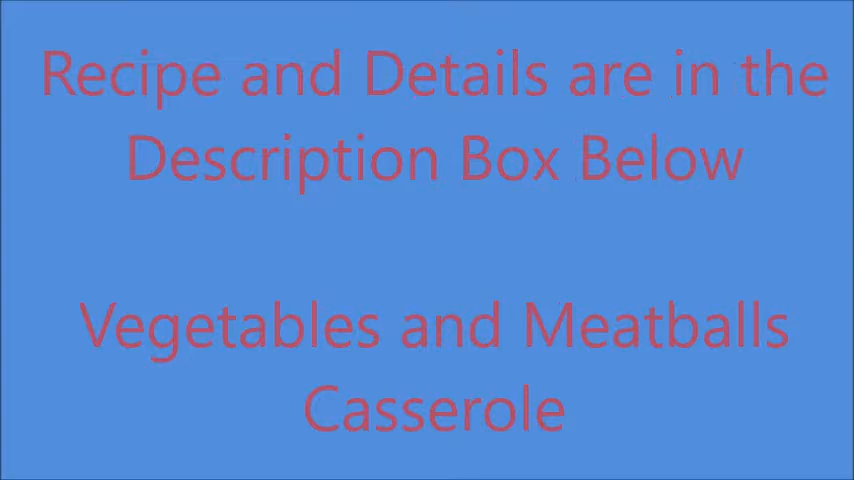 Recipe and Details are in the
Description Box Below
Vegetables and Meatballs
Casserole